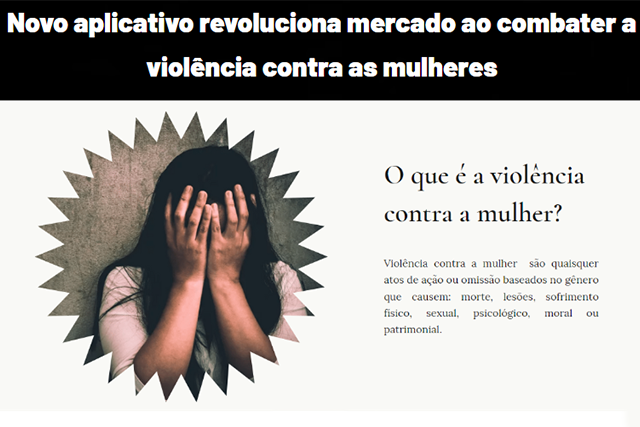 Novo aplicativo revoluciona mercado ao combater a
violência contra as mulheres
O que é a violência
contra a mulher?
Violência contra a mulher são quaisquer
atos de ação ou omissão baseados no gênero
que causem: morte, lesões, sofrimento
físico, sexual, psicológico, moral ou
patrimonial.